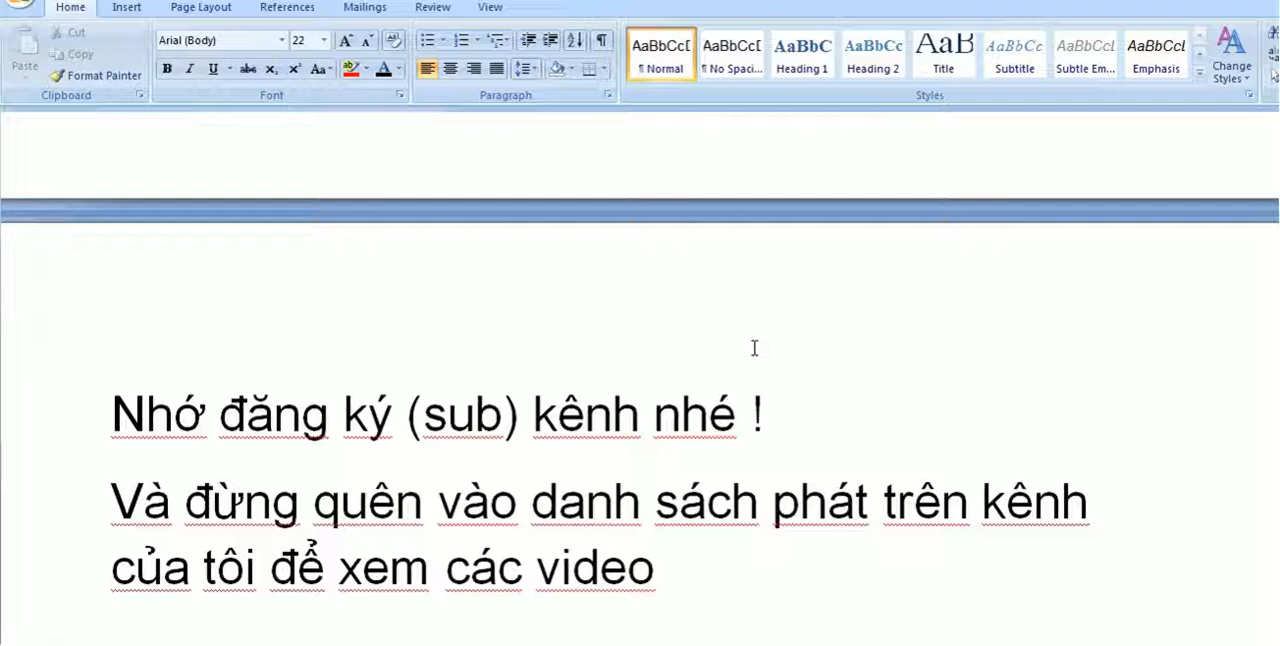 Home Insert Page Layout References Mailings Review View
Cut
Copy
Paste
Format Painter
Clipboard
Arial (Body) 22
Font
Paragraph
AaBbCcD AaBbCcD AaBbC AaBbCc AaB AaBbCc AaBbCcL AaBbCcL
¶ Normal ¶ No Spaci... Heading 1 Heading 2 Title Subtitle Subtle Em... Emphasis
Change
Styles
Styles
Nhớ đăng ký (sub) kênh nhé !
Và đừng quên vào danh sách phát trên kênh
của tôi để xem các video